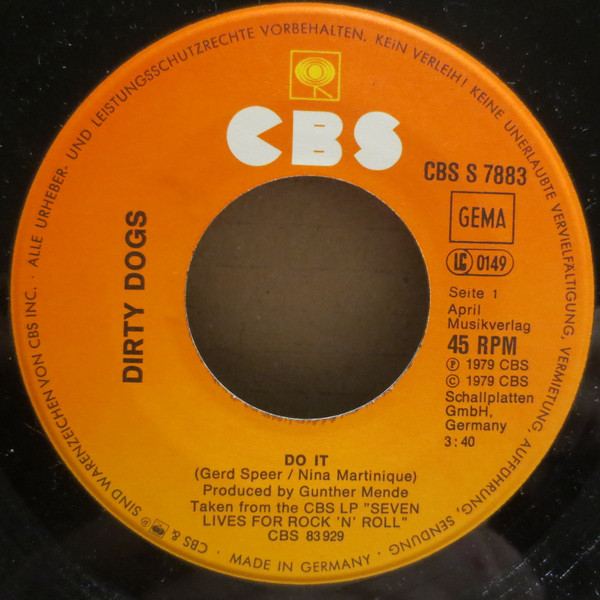 ALLE URHEBER- UND LEISTUNGSSCHUTZRECHTE VORBEHALTEN. KEIN VERLEIH! KEINE UNERLAUBTE VERVIELFÄLTIGUNG, VERMIETUNG, AUFFÜHRUNG, SENDUNG
CBS
CBS S 7883
GEMA
LC 0149
DIRTY DOGS
Seite 1
April
Musikverlag
45 RPM
Ⓟ 1979 CBS
© 1979 CBS
Schallplatten
GmbH,
Germany
3:40
DO IT
(Gerd Speer / Nina Martinique)
Produced by Gunther Mende
Taken from the CBS LP "SEVEN
LIVES FOR ROCK 'N' ROLL"
CBS 83929
CBS & SIND WARENZEICHEN VON CBS INC. ·
· MADE IN GERMANY ·